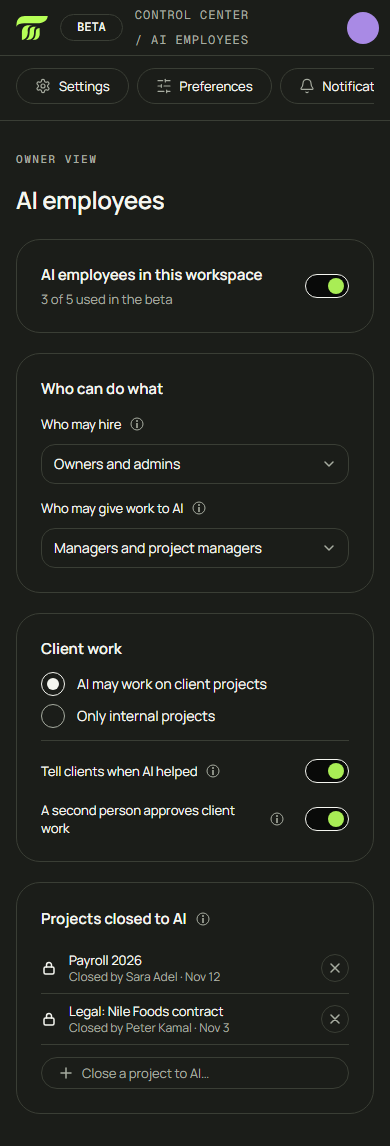 BETA
CONTROL CENTER
/ AI EMPLOYEES
Settings
Preferences
Notificat
OWNER VIEW
AI employees
AI employees in this workspace
3 of 5 used in the beta
Who can do what
Who may hire
Owners and admins
Who may give work to AI
Managers and project managers
Client work
AI may work on client projects
Only internal projects
Tell clients when AI helped
A second person approves client
work
Projects closed to AI
Payroll 2026
Closed by Sara Adel · Nov 12
Legal: Nile Foods contract
Closed by Peter Kamal · Nov 3
Close a project to AI...